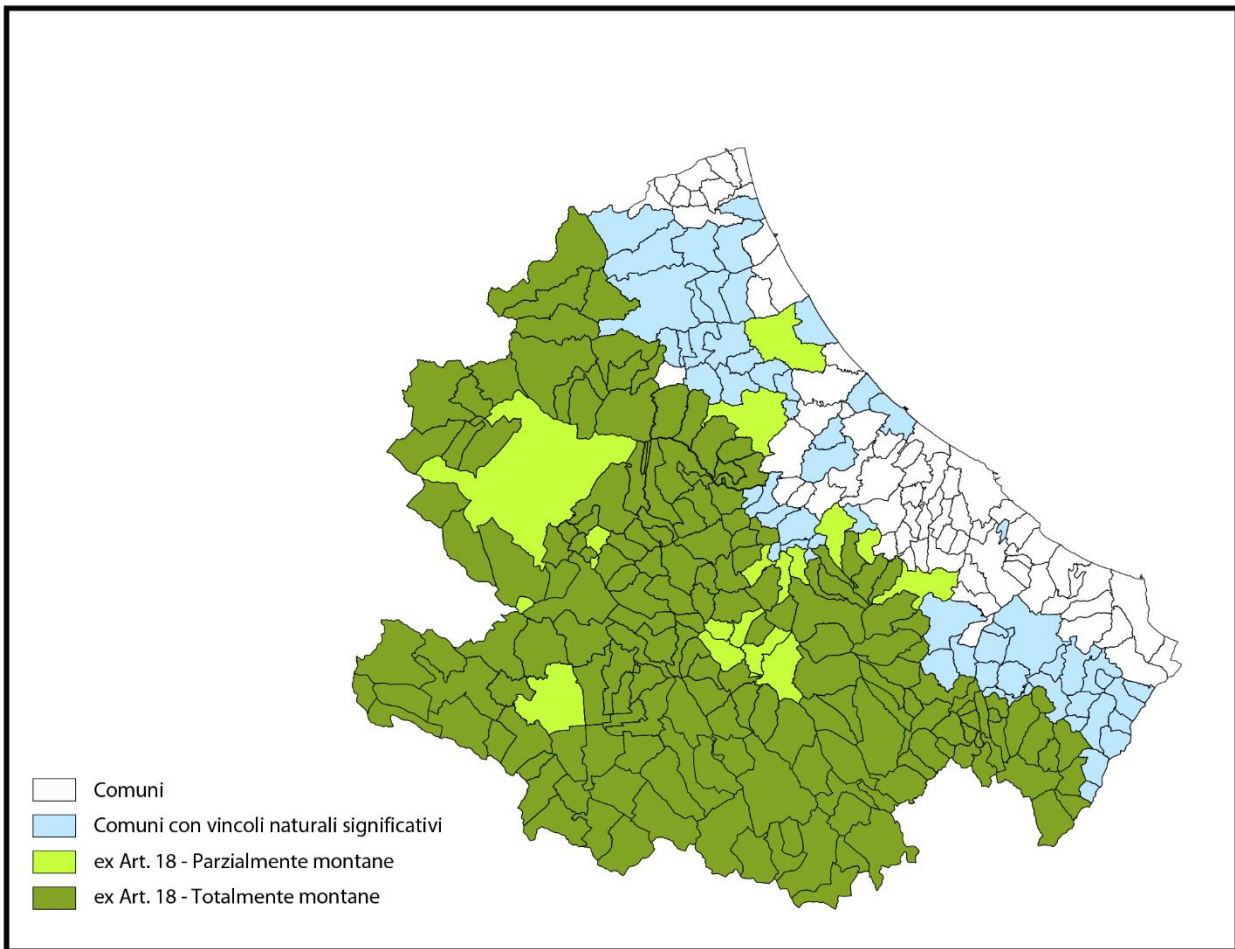 Comuni
Comuni con vincoli naturali significativi
ex Art. 18 - Parzialmente montane
ex Art. 18 - Totalmente montane